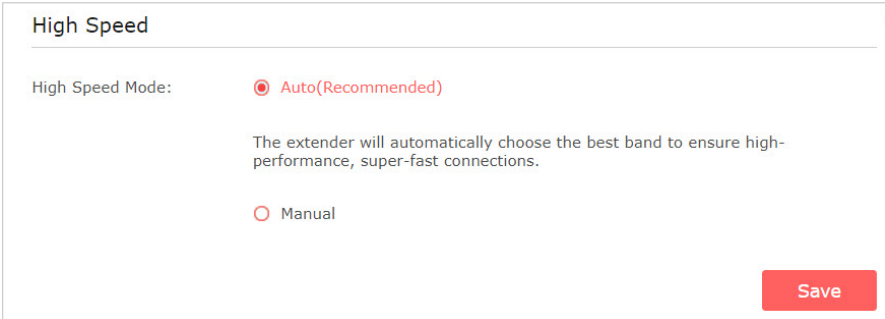 High Speed
High Speed Mode:
Auto(Recommended)
The extender will automatically choose the best band to ensure high-
performance, super-fast connections.
Manual
Save